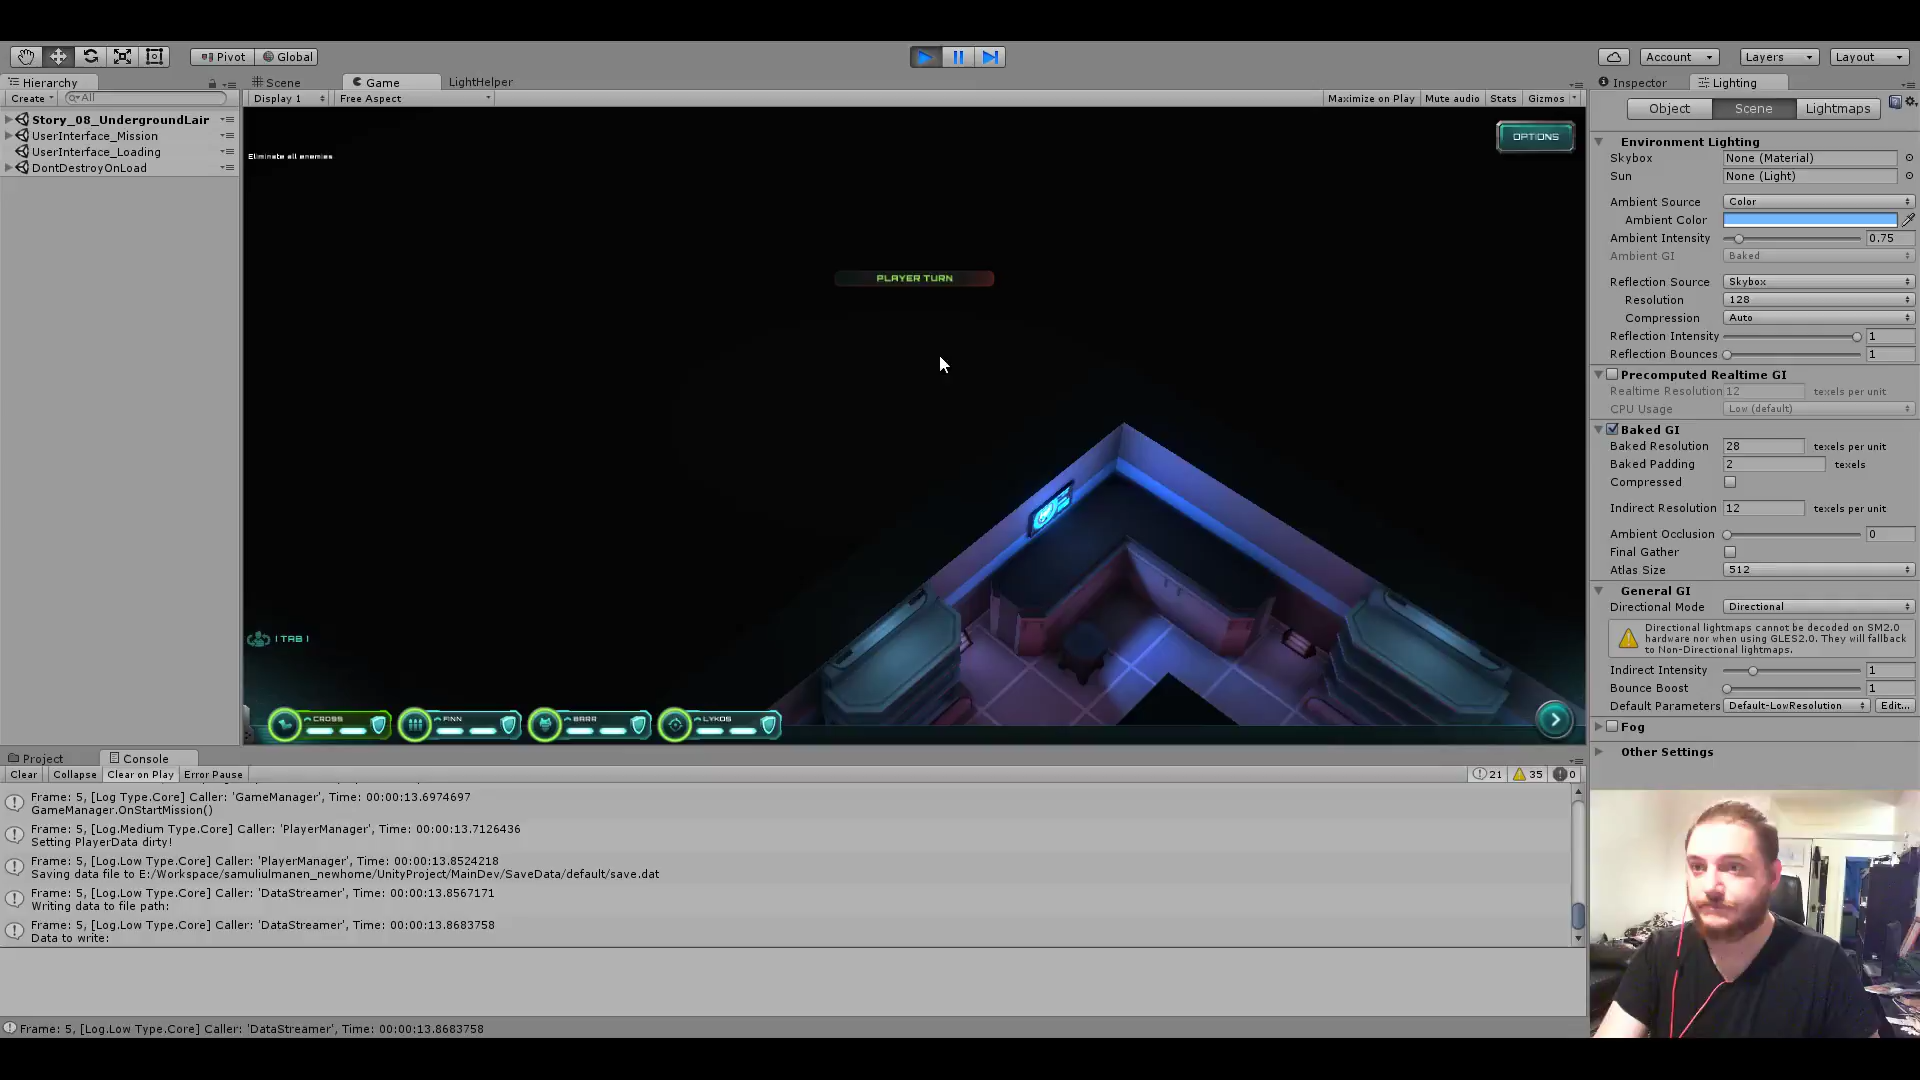 Pivot Global Account Layers Layout
Hierarchy Scene Game LightHelper Inspector Lighting
Create All Display 1 Free Aspect Maximize on Play Mute audio Stats Gizmos
Object Scene Lightmaps
Story_08_UndergroundLair
UserInterface_Mission
UserInterface_Loading
DontDestroyOnLoad
Eliminate all enemies
OPTIONS
PLAYER TURN
[ TAB ]
CROSS FINN BARR LYKOS
Environment Lighting
Skybox None (Material)
Sun None (Light)
Ambient Source Color
Ambient Color
Ambient Intensity 0.75
Ambient GI Baked
Reflection Source Skybox
Resolution 128
Compression Auto
Reflection Intensity 1
Reflection Bounces 1
Precomputed Realtime GI
Realtime Resolution 12 texels per unit
CPU Usage Low (default)
Baked GI
Baked Resolution 28 texels per unit
Baked Padding 2 texels
Compressed
Indirect Resolution 12 texels per unit
Ambient Occlusion 0
Final Gather
Atlas Size 512
General GI
Directional Mode Directional
Directional lightmaps cannot be decoded on SM2.0
hardware nor when using GLES2.0. They will fallback
to Non-Directional lightmaps.
Indirect Intensity 1
Bounce Boost 1
Default Parameters Default-LowResolution Edit...
Fog
Other Settings
Project Console
Clear Collapse Clear on Play Error Pause 21 35 0
Frame: 5, [Log Type.Core] Caller: 'GameManager', Time: 00:00:13.6974697
GameManager.OnStartMission()
Frame: 5, [Log.Medium Type.Core] Caller: 'PlayerManager', Time: 00:00:13.7126436
Setting PlayerData dirty!
Frame: 5, [Log.Low Type.Core] Caller: 'PlayerManager', Time: 00:00:13.8524218
Saving data file to E:/Workspace/samuliulmanen_newhome/UnityProject/MainDev/SaveData/default/save.dat
Frame: 5, [Log.Low Type.Core] Caller: 'DataStreamer', Time: 00:00:13.8567171
Writing data to file path:
Frame: 5, [Log.Low Type.Core] Caller: 'DataStreamer', Time: 00:00:13.8683758
Data to write:
Frame: 5, [Log.Low Type.Core] Caller: 'DataStreamer', Time: 00:00:13.8683758